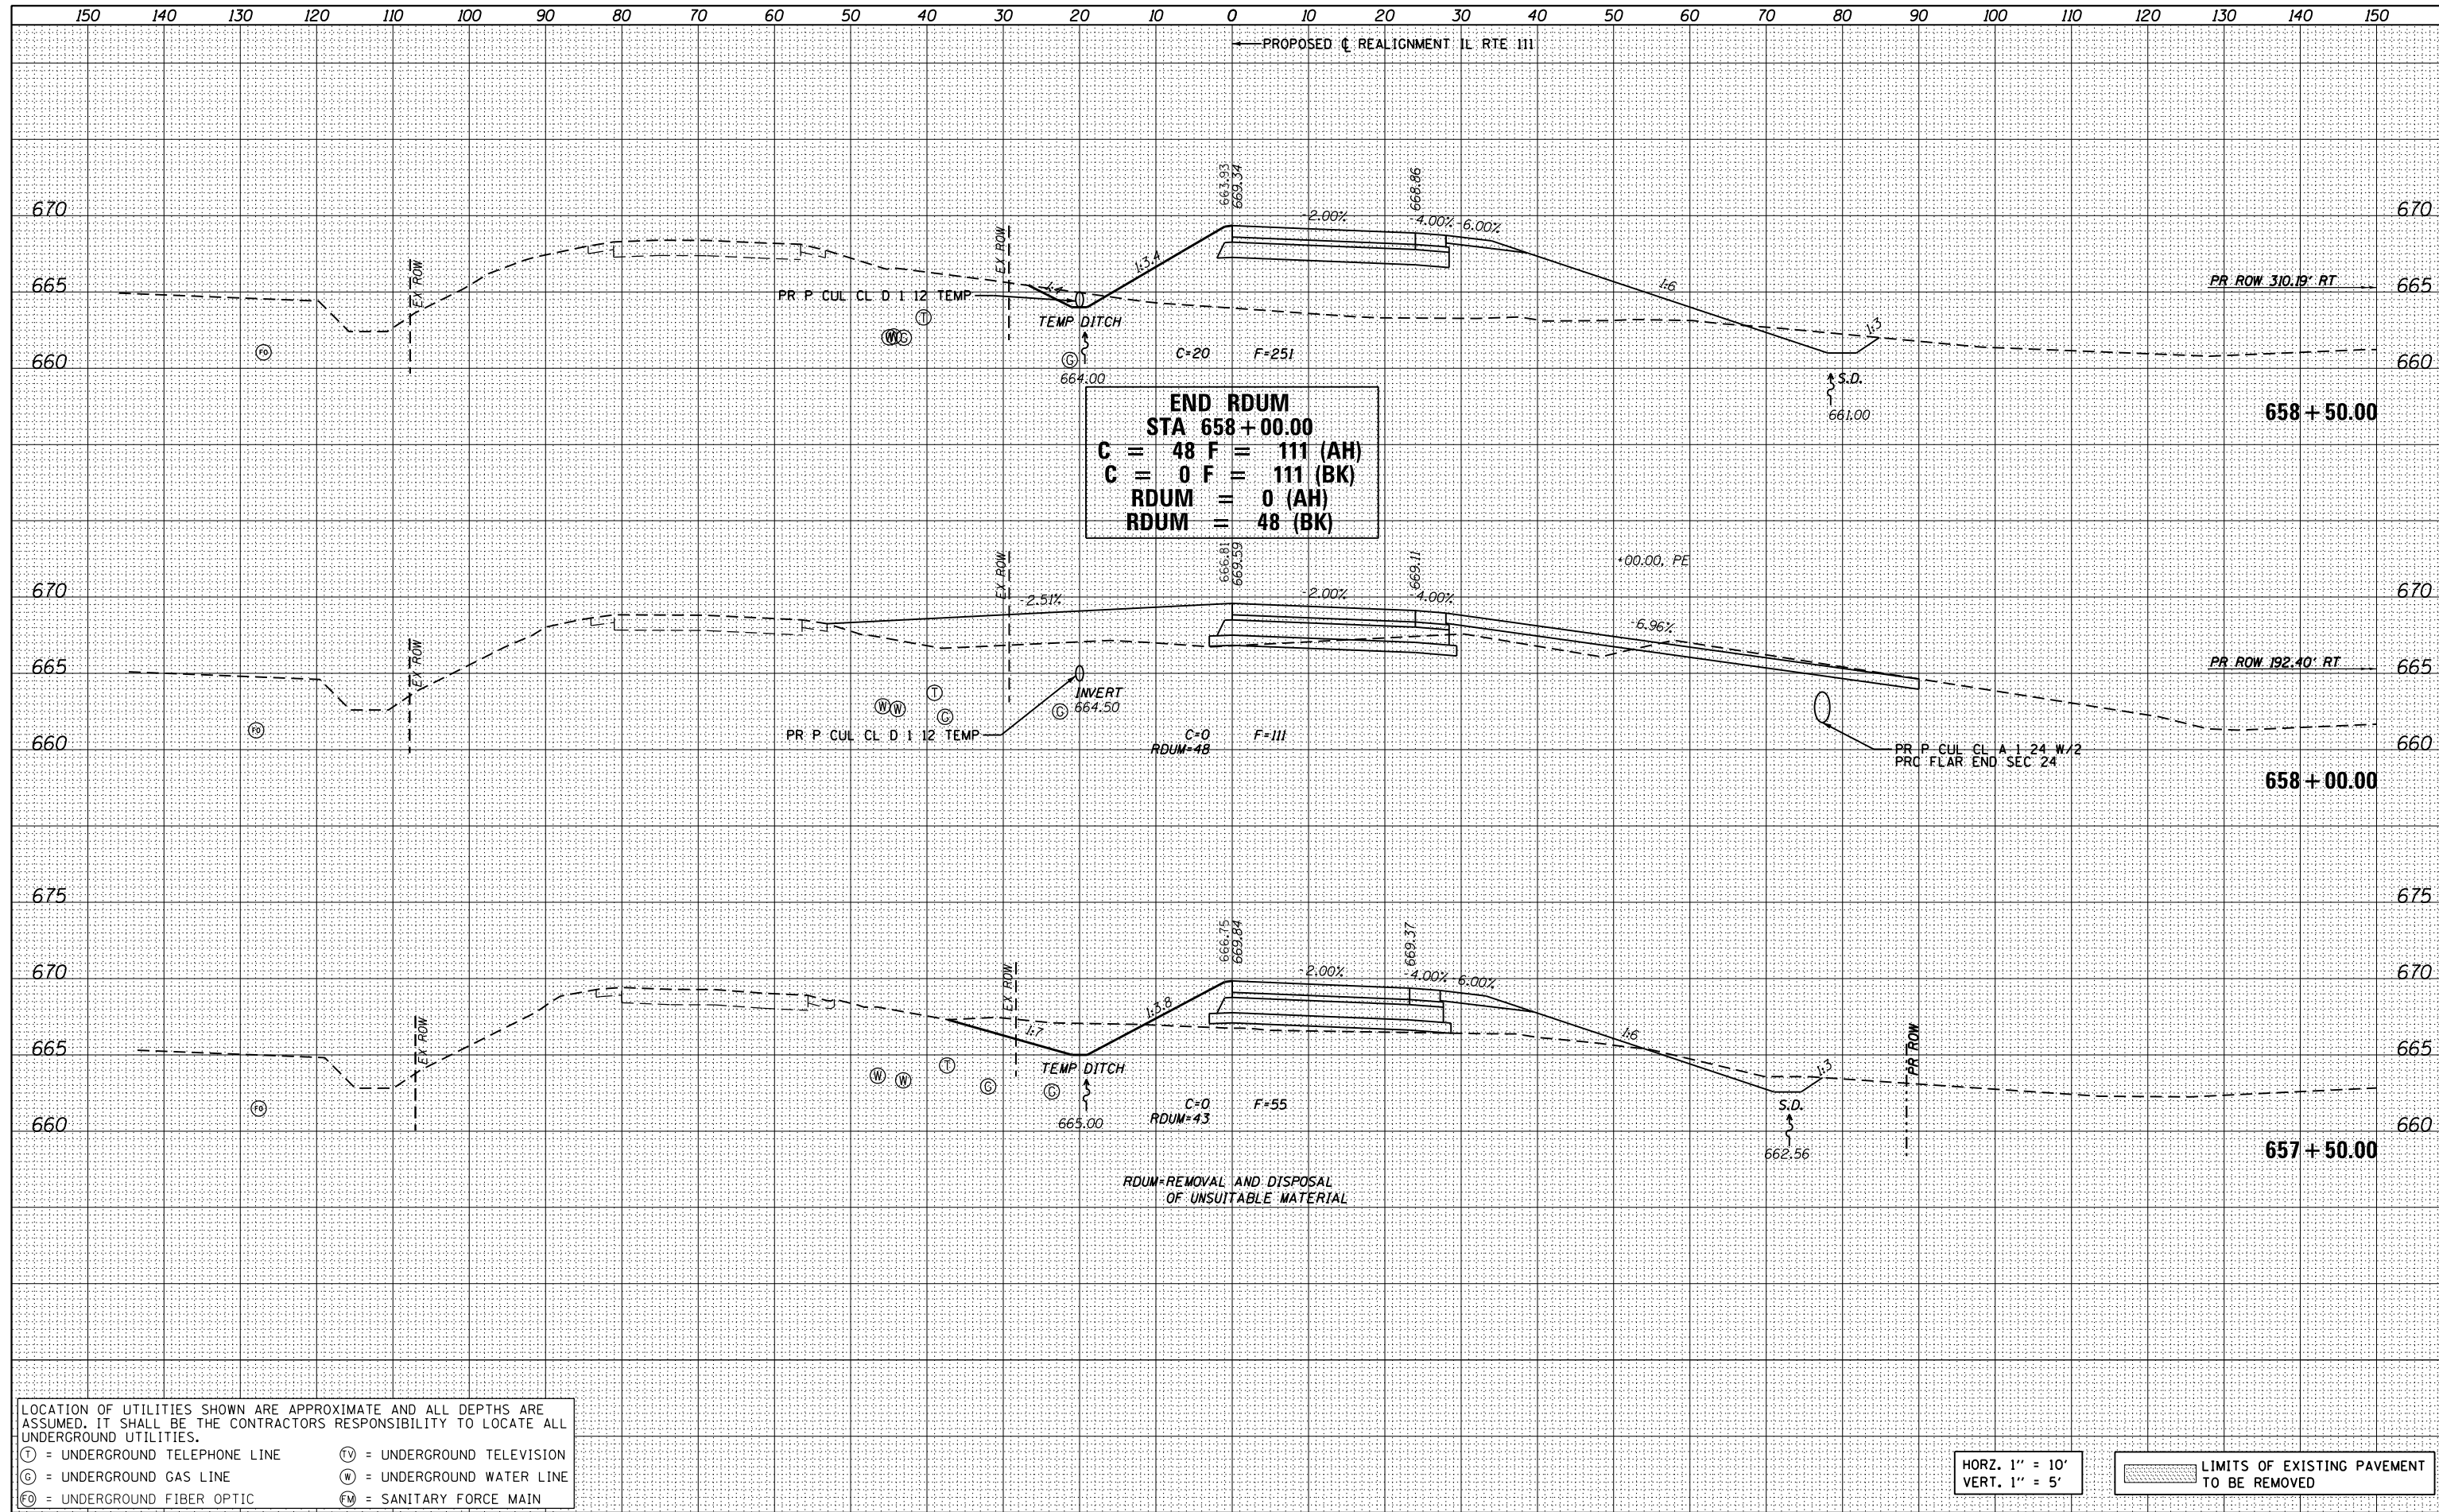 150 140 130 120 110 100 90 80 70 60 50 40 30 20 10 0 10 20 30 40 50 60 70 80 90 100 110 120 130 140 150
PROPOSED ℄ REALIGNMENT IL RTE 111
663.93
669.34
668.86
670
-2.00%
-4.00%
-6.00%
670
EX ROW
EX ROW
1:3.4
1:4
1:6
PR ROW 310.19' RT
665
665
PR P CUL CL D 1 12 TEMP
T
W
W
G
TEMP DITCH
1:3
FO
G
C=20 F=251
660
660
664.00
S.D.
661.00
658+50.00
END RDUM
STA 658+00.00
C = 48 F = 111 (AH)
C = 0 F = 111 (BK)
RDUM = 0 (AH)
RDUM = 48 (BK)
666.81
669.59
669.11
+00.00, PE
670
EX ROW
-2.51%
-2.00%
-4.00%
670
-6.96%
EX ROW
665
PR ROW 192.40' RT
665
T
INVERT
664.50
W
W
G
G
FO
PR P CUL CL D 1 12 TEMP
C=0 F=111
RDUM=48
660
PR P CUL CL A 1 24 W/2
PRC FLAR END SEC 24
660
658+00.00
675
675
666.75
669.84
669.37
670
EX ROW
-2.00%
-4.00%
-6.00%
670
1:3.8
1:7
1:6
EX ROW
PR ROW
665
665
T
TEMP DITCH
1:3
W
W
G
G
FO
C=0 F=55
RDUM=43
S.D.
660
665.00
660
662.56
657+50.00
RDUM=REMOVAL AND DISPOSAL
OF UNSUITABLE MATERIAL
LOCATION OF UTILITIES SHOWN ARE APPROXIMATE AND ALL DEPTHS ARE
ASSUMED. IT SHALL BE THE CONTRACTORS RESPONSIBILITY TO LOCATE ALL
UNDERGROUND UTILITIES.
T = UNDERGROUND TELEPHONE LINE TV = UNDERGROUND TELEVISION
G = UNDERGROUND GAS LINE W = UNDERGROUND WATER LINE
FO = UNDERGROUND FIBER OPTIC FM = SANITARY FORCE MAIN
HORZ. 1'' = 10'
VERT. 1'' = 5'
LIMITS OF EXISTING PAVEMENT
TO BE REMOVED